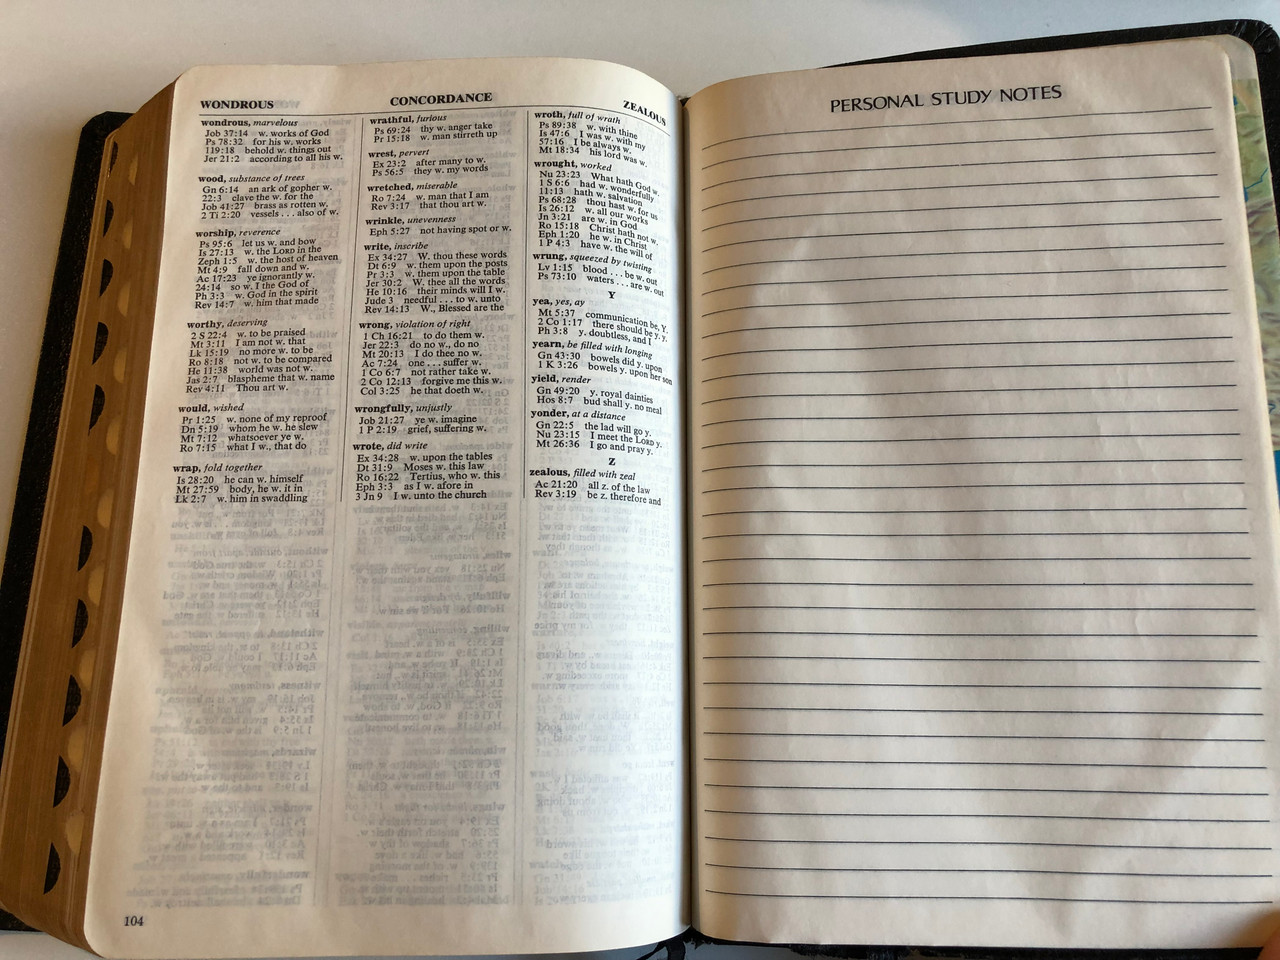 WONDROUS
CONCORDANCE
ZEALOUS
wondrous, marvelous
Job 37:14 w. works of God
Ps 78:32 for his w. works
119:18 behold w. things out
Jer 21:2 according to all his w.
wood, substance of trees
Gn 6:14 an ark of gopher w.
22:3 clave the w. for the
Job 41:27 brass as rotten w.
2 Ti 2:20 vessels . . . also of w.
worship, reverence
Ps 95:6 let us w. and bow
Is 27:13 w. the LORD in the
Zeph 1:5 w. the host of heaven
Mt 4:9 fall down and w.
Ac 17:23 ye ignorantly w.
24:14 so w. I the God of
Ph 3:3 w. God in the spirit
Rev 14:7 w. him that made
worthy, deserving
2 S 22:4 w. to be praised
Mt 3:11 I am not w. that
Lk 15:19 no more w. to be
Ro 8:18 not w. to be compared
He 11:38 world was not w.
Jas 2:7 blaspheme that w. name
Rev 4:11 Thou art w.
would, wished
Pr 1:25 w. none of my reproof
Dn 5:19 whom he w. he slew
Mt 7:12 whatsoever ye w.
Ro 7:15 what I w., that do
wrap, fold together
Is 28:20 he can w. himself
Mt 27:59 body, he w. it in
Lk 2:7 w. him in swaddling
wrathful, furious
Ps 69:24 thy w. anger take
Pr 15:18 w. man stirreth up
wrest, pervert
Ex 23:2 after many to w.
Ps 56:5 they w. my words
wretched, miserable
Ro 7:24 w. man that I am
Rev 3:17 that thou art w.
wrinkle, unevenness
Eph 5:27 not having spot or w.
write, inscribe
Ex 34:27 W. thou these words
Dt 6:9 w. them upon the posts
Pr 3:3 w. them upon the table
Jer 30:2 W. thee all the words
He 10:16 their minds will I w.
Jude 3 needful . . . to w. unto
Rev 14:13 W., Blessed are the
wrong, violation of right
1 Ch 16:21 to do them w.
Jer 22:3 do no w., do no
Mt 20:13 I do thee no w.
Ac 7:24 one . . . suffer w.
1 Co 6:7 not rather take w.
2 Co 12:13 forgive me this w.
Col 3:25 he that doeth w.
wrongfully, unjustly
Job 21:27 ye w. imagine
1 P 2:19 grief, suffering w.
wrote, did write
Ex 34:28 w. upon the tables
Dt 31:9 Moses w. this law
Ro 16:22 Tertius, who w. this
Eph 3:3 as I w. afore in
3 Jn 9 I w. unto the church
wroth, full of wrath
Ps 89:38 w. with thine
Is 47:6 I was w. with my
57:16 I be always w.
Mt 18:34 his lord was w.
wrought, worked
Nu 23:23 What hath God w.
1 S 6:6 had w. wonderfully
11:13 hath w. salvation
Ps 68:28 thou hast w. for us
Is 26:12 w. all our works
Jn 3:21 are w. in God
Ro 15:18 Christ hath not w.
Eph 1:20 he w. in Christ
1 P 4:3 have w. the will of
wrung, squeezed by twisting
Lv 1:15 blood . . . be w. out
Ps 73:10 waters . . . are w. out
Y
yea, yes, ay
Mt 5:37 communication be, Y.
2 Co 1:17 there should be y. y.
Ph 3:8 y. doubtless, and I
yearn, be filled with longing
Gn 43:30 bowels did y. upon
1 K 3:26 bowels y. upon her son
yield, render
Gn 49:20 y. royal dainties
Hos 8:7 bud shall y. no meal
yonder, at a distance
Gn 22:5 the lad will go y.
Nu 23:15 I meet the LORD y.
Mt 26:36 I go and pray y.
Z
zealous, filled with zeal
Ac 21:20 all z. of the law
Rev 3:19 be z. therefore and
104
PERSONAL STUDY NOTES